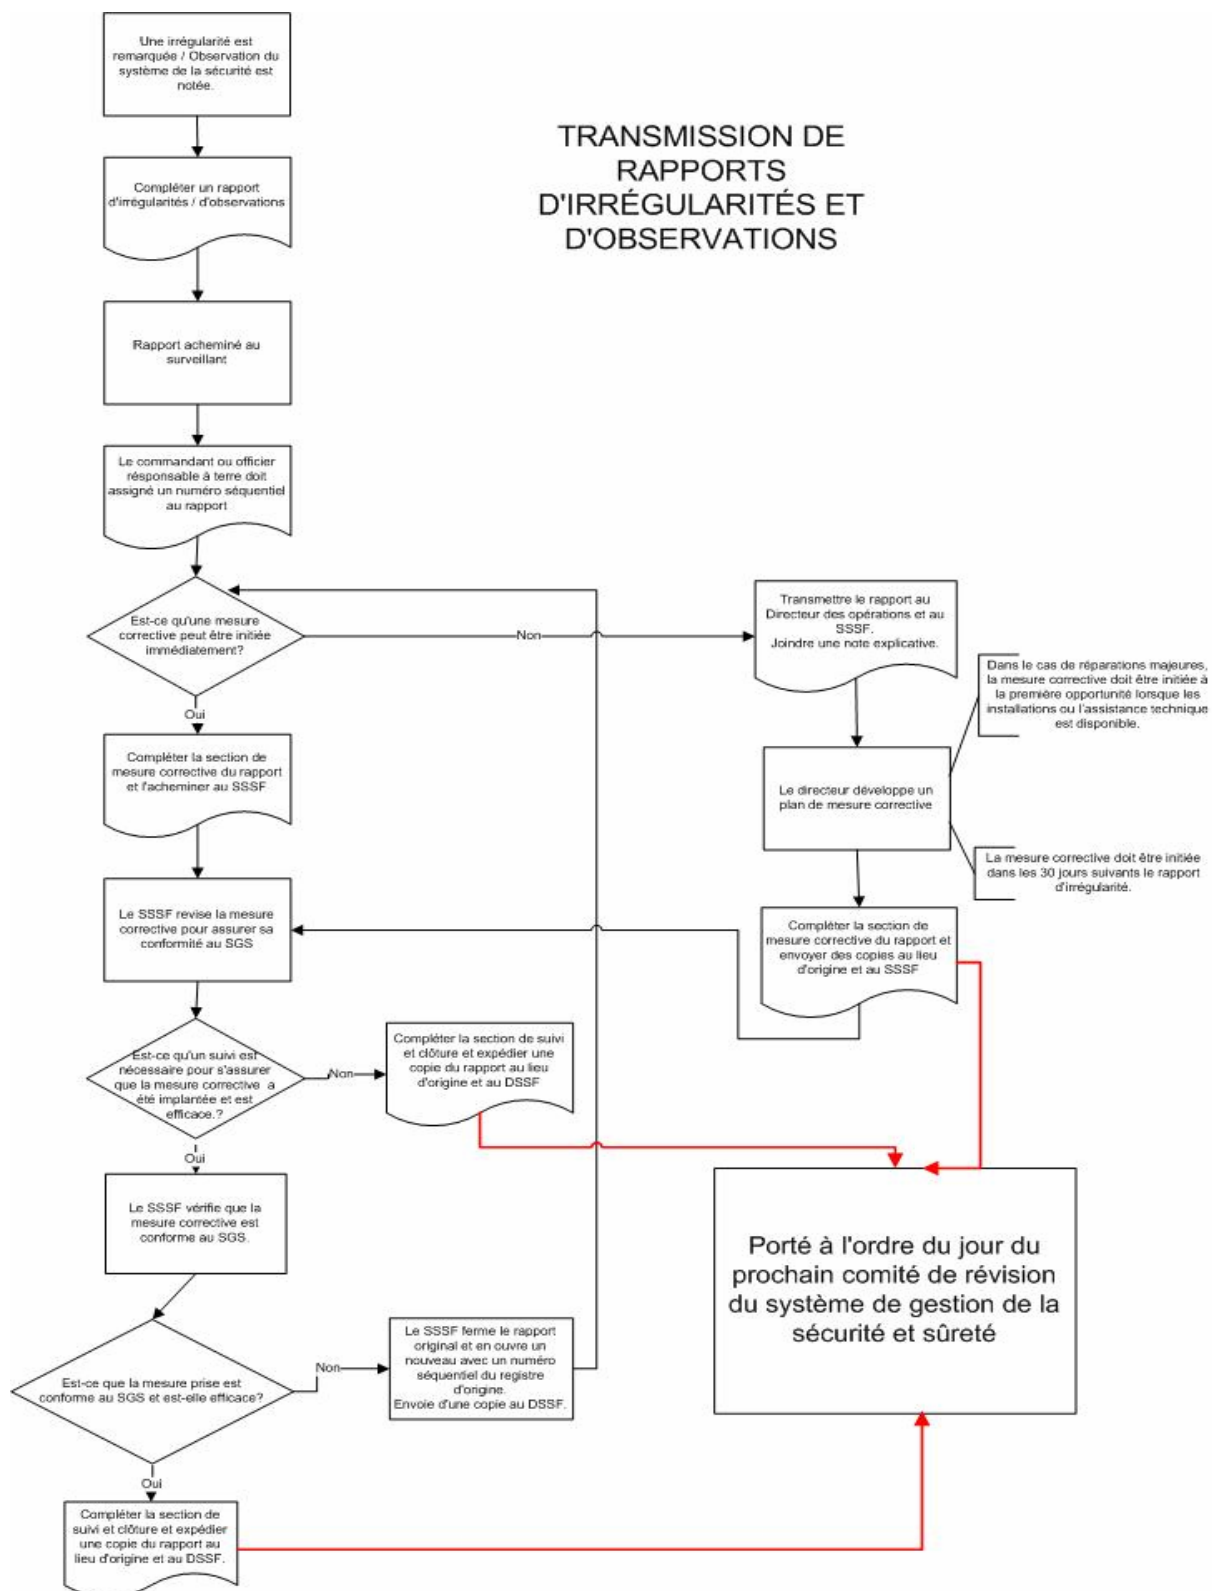 Une irrégularité est
remarquée / Observation du
système de la sécurité est
notée.
TRANSMISSION DE
RAPPORTS
D'IRRÉGULARITÉS ET
D'OBSERVATIONS
Compléter un rapport
d'irrégularités / d'observations
Rapport acheminé au
surveillant
Le commandant ou officier
résponsable à terre doit
assigné un numéro séquentiel
au rapport
Est-ce qu'une mesure
corrective peut être initiée
immédiatement?
Non
Transmettre le rapport au
Directeur des opérations et au
SSSF.
Joindre une note explicative.
Dans le cas de réparations majeures,
la mesure corrective doit être initiée à
la première opportunité lorsque les
installations ou l'assistance technique
est disponible.
Oui
Compléter la section de
mesure corrective du rapport
et l'acheminer au SSSF
Le directeur développe un
plan de mesure corrective
La mesure corrective doit être initiée
dans les 30 jours suivants le rapport
d'irrégularité.
Le SSSF revise la mesure
corrective pour assurer sa
conformité au SGS
Compléter la section de
mesure corrective du rapport et
envoyer des copies au lieu
d'origine et au SSSF
Est-ce qu'un suivi est
nécessaire pour s'assurer
que la mesure corrective a
été implantée et est
efficace.?
Non
Compléter la section de suivi
et clôture et expédier une
copie du rapport au lieu
d'origine et au DSSF
Oui
Le SSSF vérifie que la
mesure corrective est
conforme au SGS.
Porté à l'ordre du jour du
prochain comité de révision
du système de gestion de la
sécurité et sûreté
Est-ce que la mesure prise est
conforme au SGS et est-elle efficace?
Non
Le SSSF ferme le rapport
original et en ouvre un
nouveau avec un numéro
séquentiel du registre
d'origine.
Envoie d'une copie au DSSF.
Oui
Compléter la section de
suivi et clôture et expédier
une copie du rapport au
lieu d'origine et au DSSF.